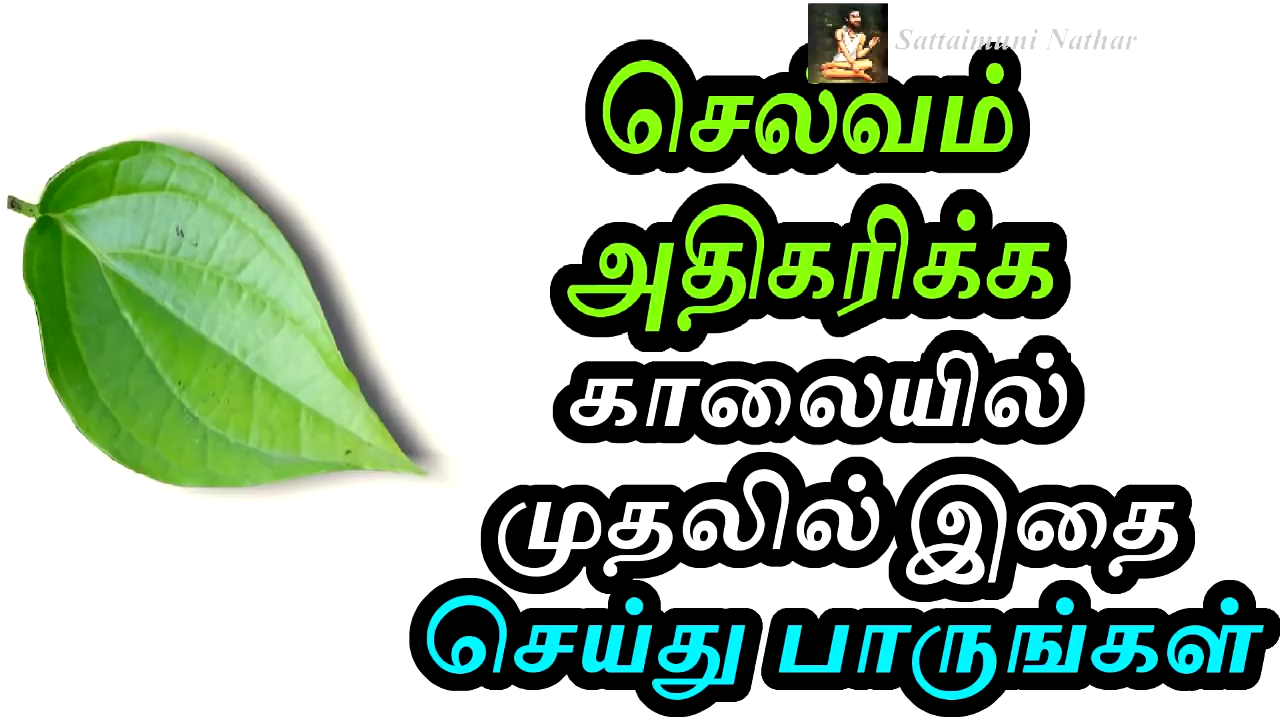 Sattaimuni Nathar
செல்வம்
அதிகரிக்க
காலையில்
முதலில் இதை
செய்து பாருங்கள்